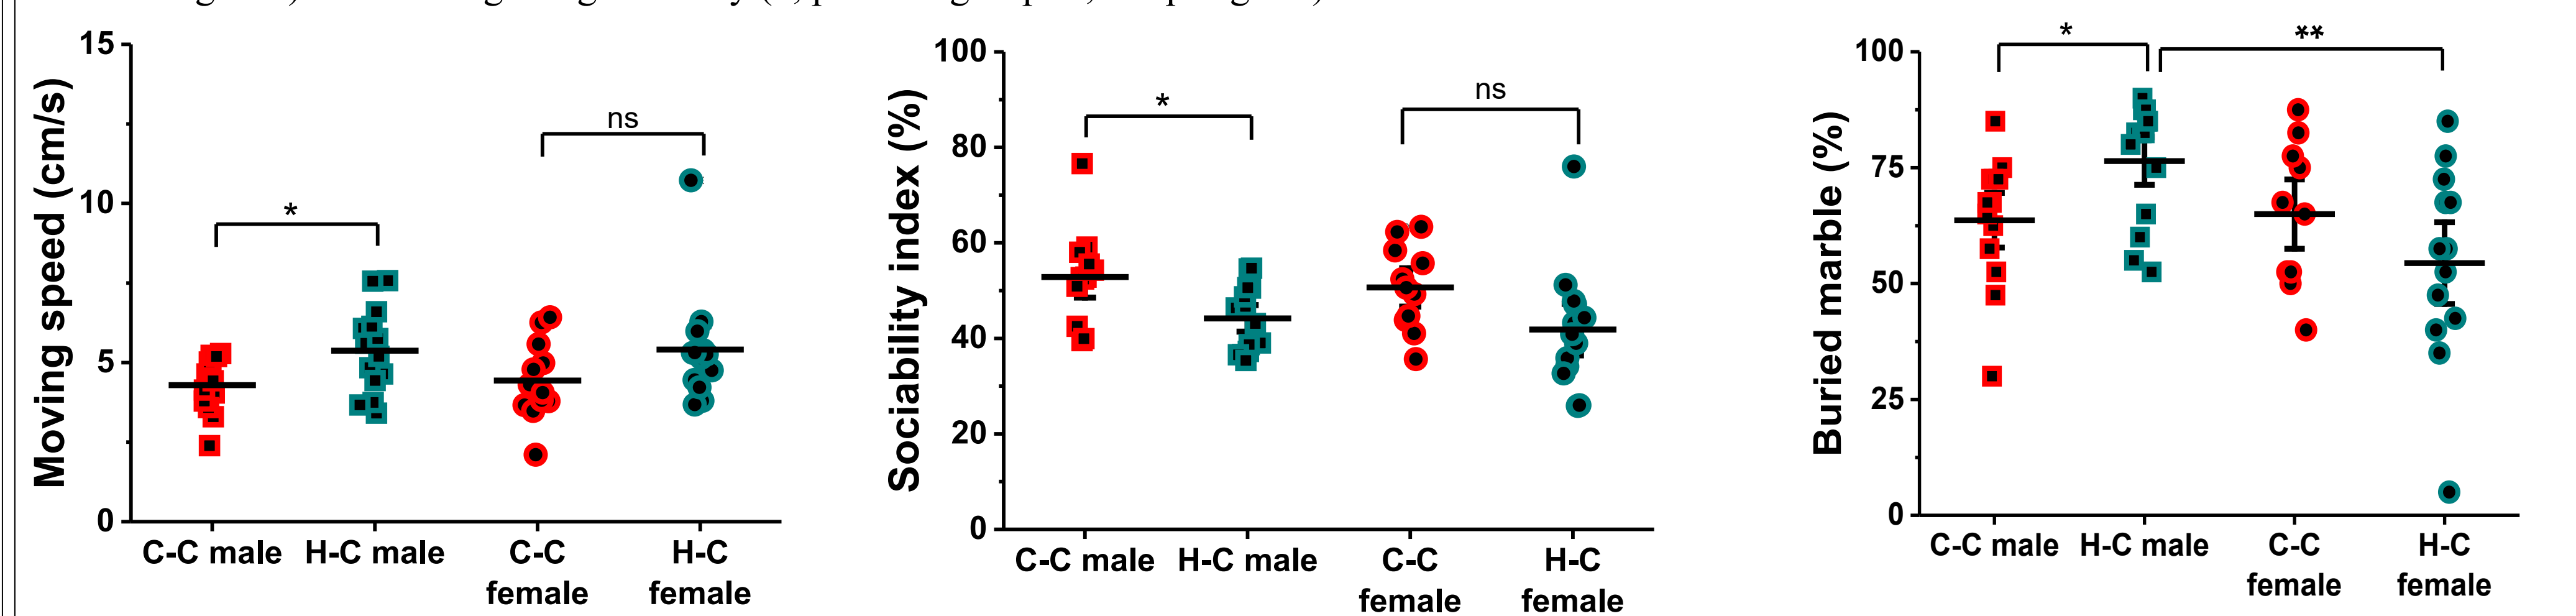 Moving speed (cm/s)
15
10
5
0
*
ns
C-C male H-C male C-C female H-C female
Sociability index (%)
100
80
60
40
20
0
*
ns
C-C male H-C male C-C female H-C female
Buried marble (%)
100
75
50
25
0
*
**
C-C male H-C male C-C female H-C female